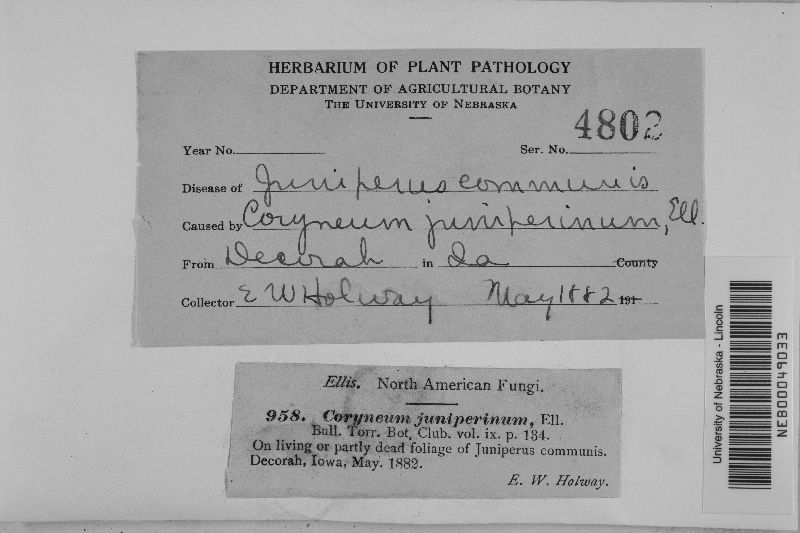 HERBARIUM OF PLANT PATHOLOGY
DEPARTMENT OF AGRICULTURAL BOTANY
THE UNIVERSITY OF NEBRASKA
4802
Year No. Ser. No.
Disease of Juniperus communis
Caused by Coryneum juniperinum, Ell.
From Decorah in Ia County
Collector E W Holway May 1882 191
Ellis. North American Fungi.
958. Coryneum juniperinum, Ell.
Bull. Torr. Bot, Club. vol. ix. p. 134.
On living or partly dead foliage of Juniperus communis.
Decorah, Iowa, May. 1882.
E. W. Holway.
University of Nebraska - Lincoln
NEB00040903